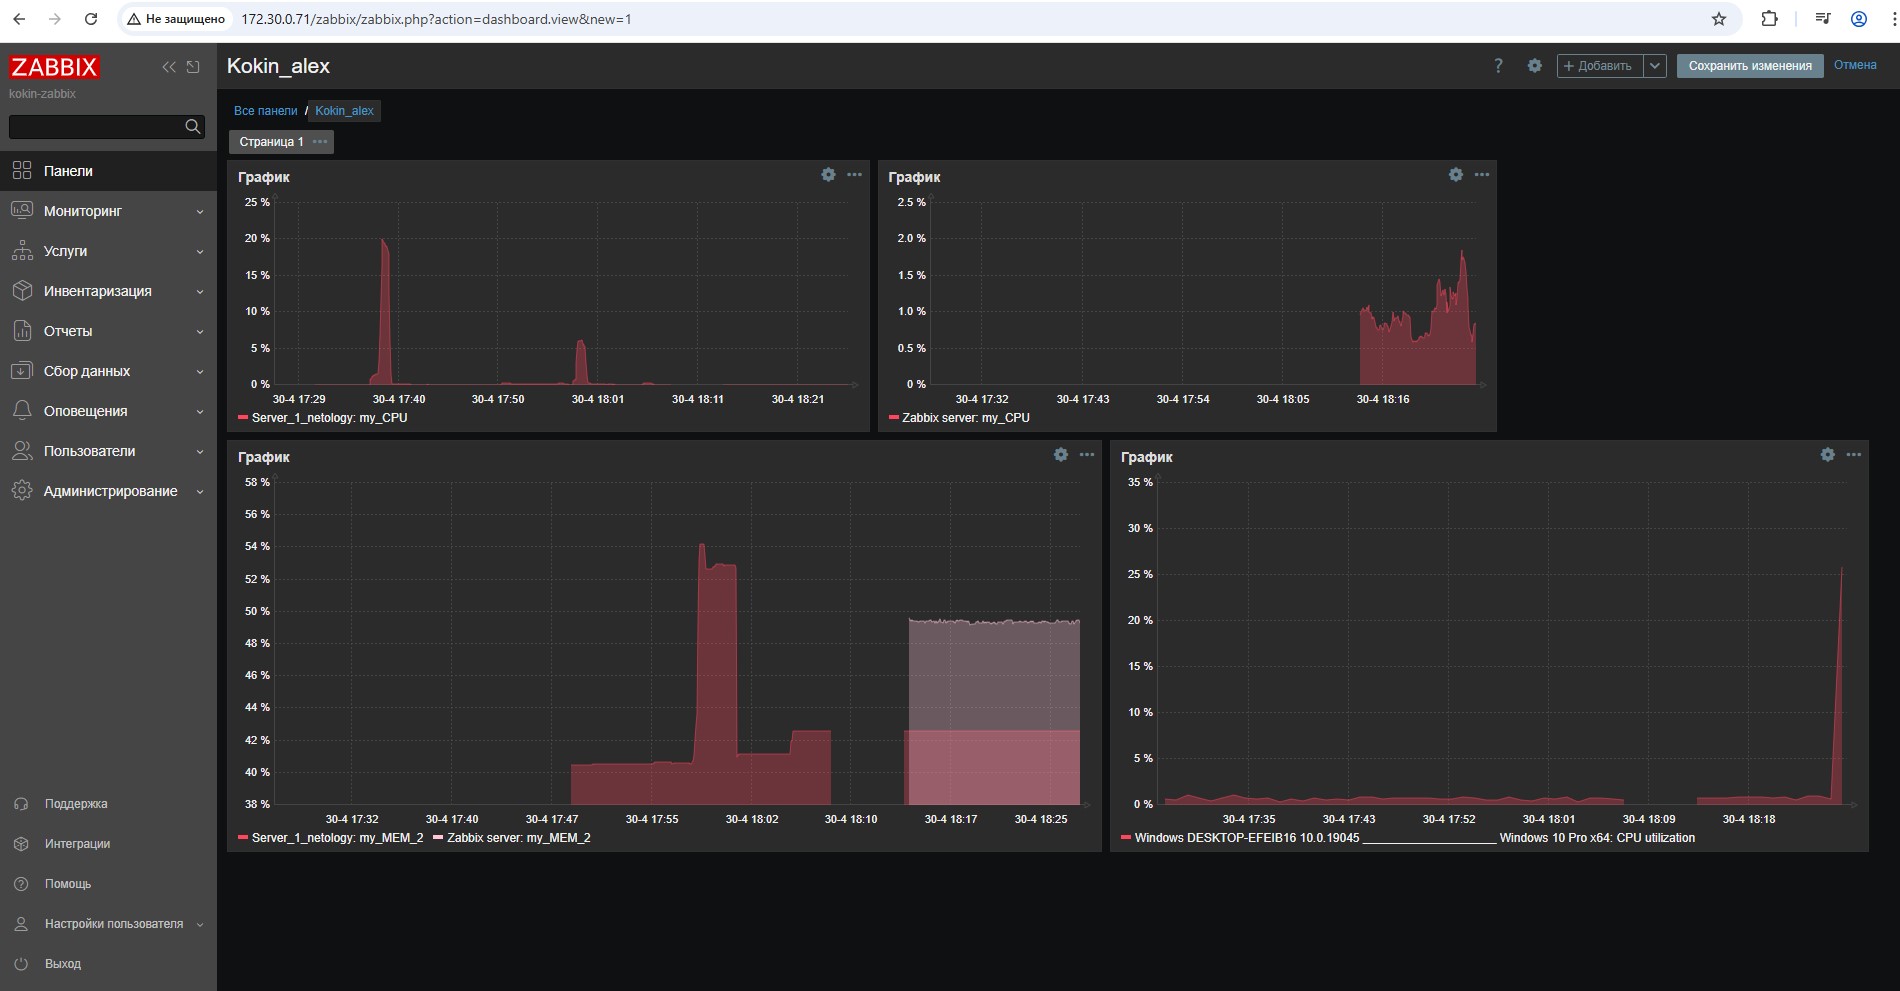 Не защищено
172.30.0.71/zabbix/zabbix.php?action=dashboard.view&new=1
ZABBIX
kokin-zabbix
Панели
Мониторинг
Услуги
Инвентаризация
Отчеты
Сбор данных
Оповещения
Пользователи
Администрирование
Поддержка
Интеграции
Помощь
Настройки пользователя
Выход
Kokin_alex
? + Добавить Сохранить изменения Отмена
Все панели / Kokin_alex
Страница 1
График
25 %
20 %
15 %
10 %
5 %
0 %
30-4 17:29 30-4 17:40 30-4 17:50 30-4 18:01 30-4 18:11 30-4 18:21
Server_1_netology: my_CPU
График
2.5 %
2.0 %
1.5 %
1.0 %
0.5 %
0 %
30-4 17:32 30-4 17:43 30-4 17:54 30-4 18:05 30-4 18:16
Zabbix server: my_CPU
График
58 %
56 %
54 %
52 %
50 %
48 %
46 %
44 %
42 %
40 %
38 %
30-4 17:32 30-4 17:40 30-4 17:47 30-4 17:55 30-4 18:02 30-4 18:10 30-4 18:17 30-4 18:25
Server_1_netology: my_MEM_2 Zabbix server: my_MEM_2
График
35 %
30 %
25 %
20 %
15 %
10 %
5 %
0 %
30-4 17:35 30-4 17:43 30-4 17:52 30-4 18:01 30-4 18:09 30-4 18:18
Windows DESKTOP-EFEIB16 10.0.19045 ____________________ Windows 10 Pro x64: CPU utilization